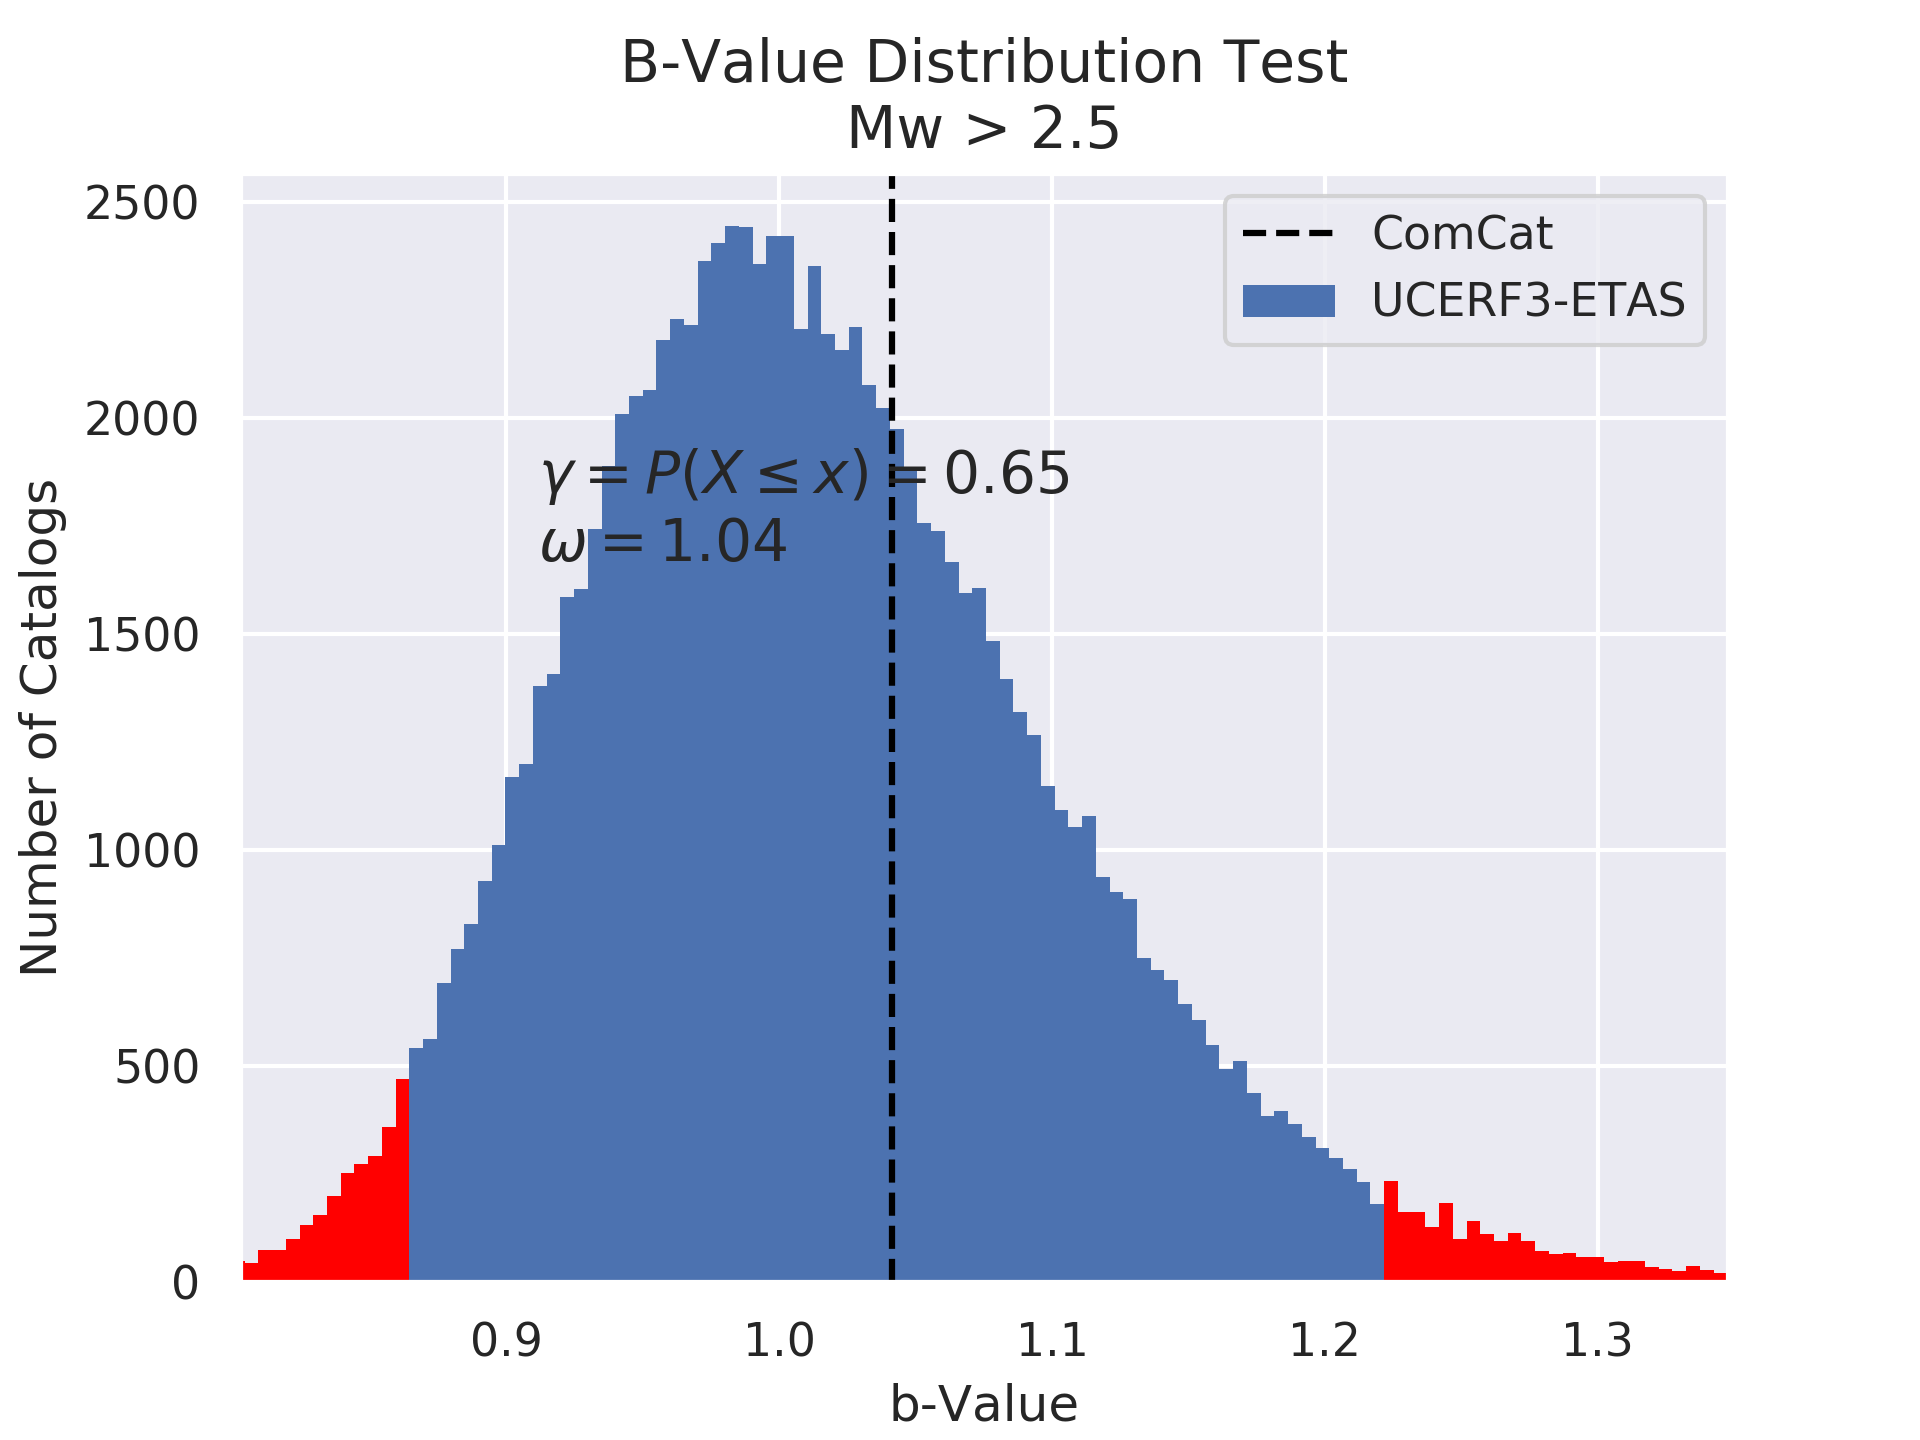 B-Value Distribution Test
Mw > 2.5
ComCat
UCERF3-ETAS
γ = P(X ≤ x) = 0.65
ω = 1.04
Number of Catalogs
2500
2000
1500
1000
500
0
0.9 1.0 1.1 1.2 1.3
b-Value